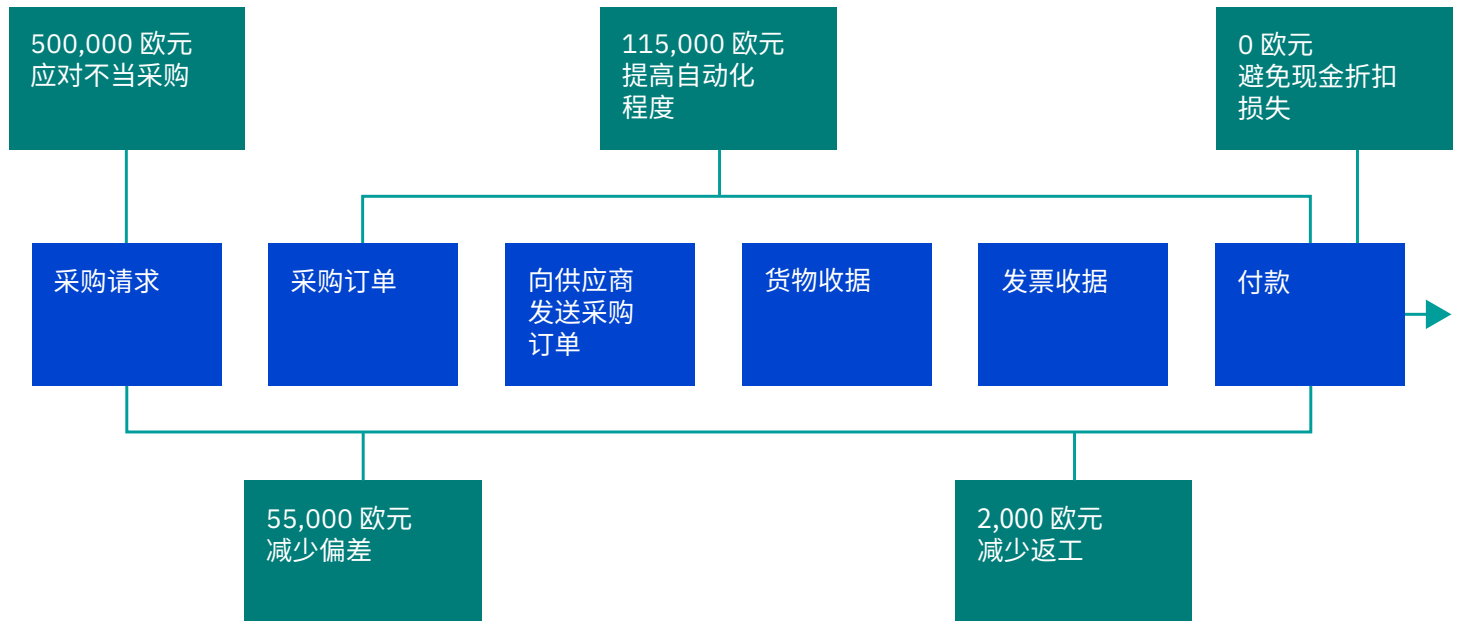 500,000 欧元
应对不当采购
115,000 欧元
提高自动化
程度
0 欧元
避免现金折扣
损失
采购请求
采购订单
向供应商
发送采购
订单
货物收据
发票收据
付款
55,000 欧元
减少偏差
2,000 欧元
减少返工